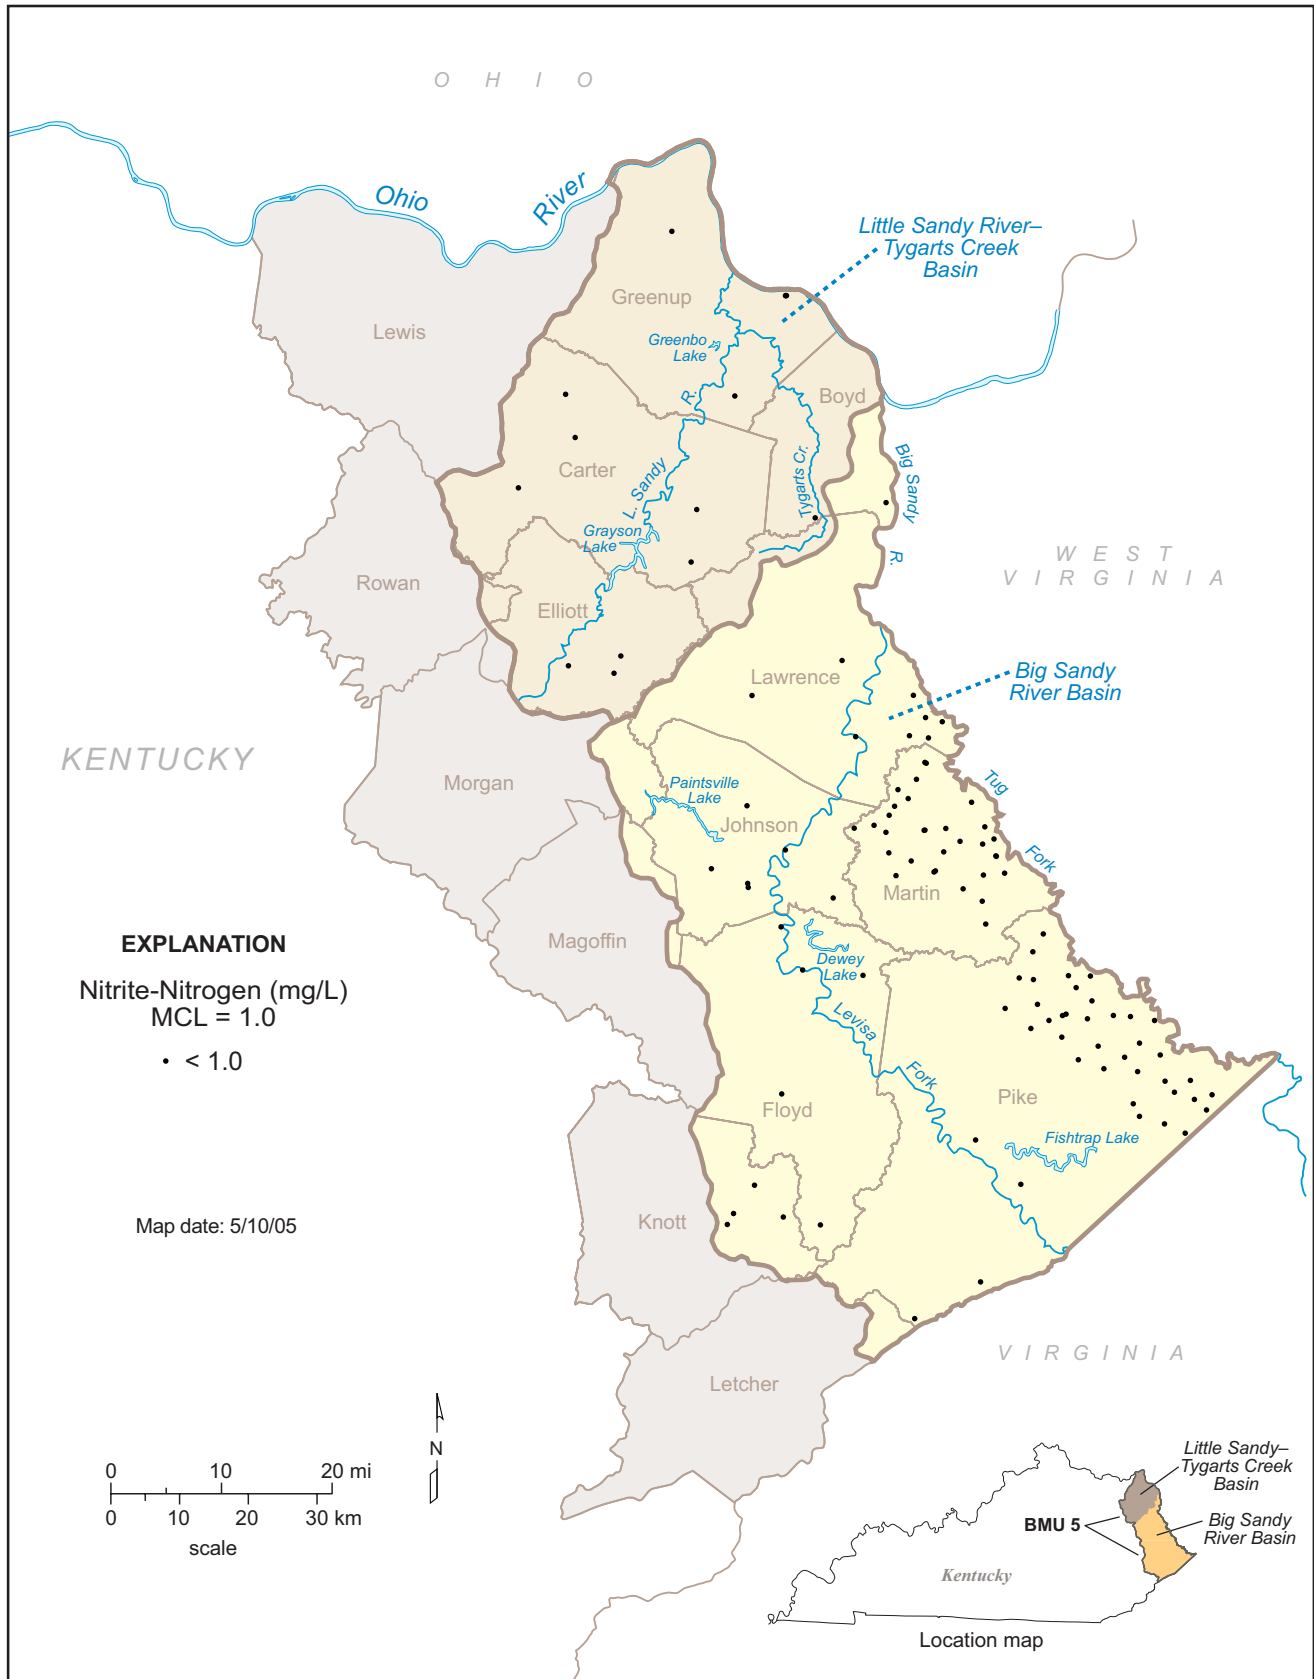 OHIO
Ohio
River
Little Sandy River–
Tygarts Creek
Basin
Greenup
Lewis
Greenbo
Lake
Boyd
R.
Carter
L. Sandy
Tygarts Cr.
Big Sandy
R.
Grayson
Lake
WEST
VIRGINIA
Rowan
Elliott
Lawrence
Big Sandy
River Basin
KENTUCKY
Morgan
Paintsville
Lake
Tug
Johnson
Fork
Martin
EXPLANATION
Magoffin
Nitrite-Nitrogen (mg/L)
MCL = 1.0
< 1.0
Dewey
Lake
Levisa
Fork
Floyd
Pike
Fishtrap Lake
Knott
Map date: 5/10/05
VIRGINIA
Letcher
N
0 10 20 mi
0 10 20 30 km
scale
Little Sandy–
Tygarts Creek
Basin
BMU 5
Big Sandy
River Basin
Kentucky
Location map